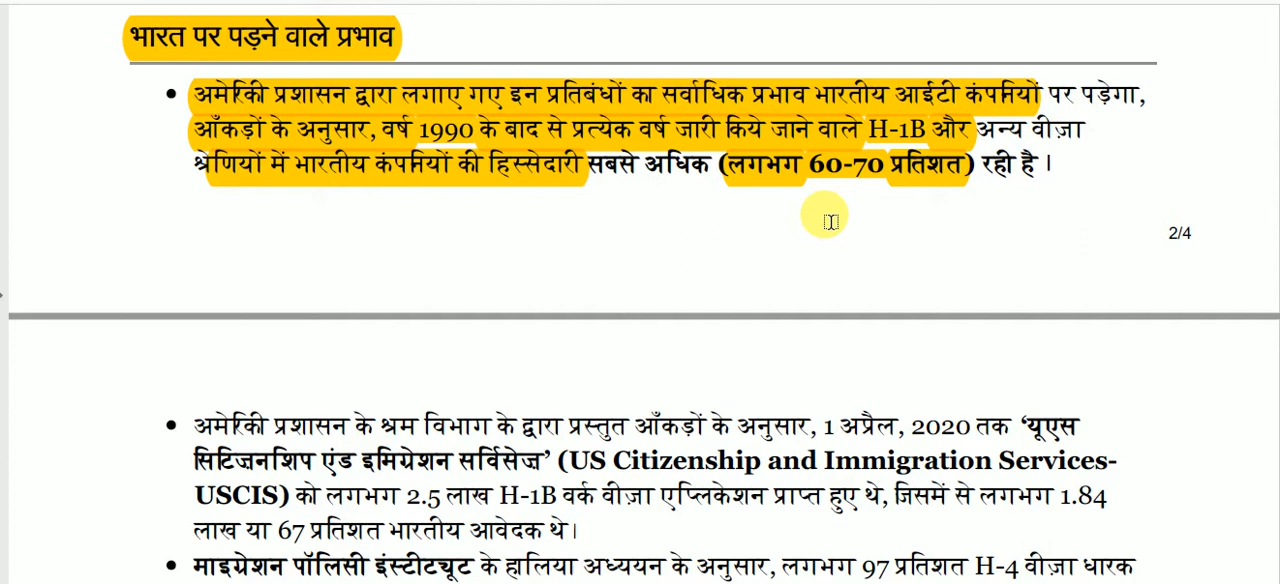 भारत पर पड़ने वाले प्रभाव
• अमेरिकी प्रशासन द्वारा लगाए गए इन प्रतिबंधों का सर्वाधिक प्रभाव भारतीय आईटी कंपनियों पर पड़ेगा,
आँकड़ों के अनुसार, वर्ष 1990 के बाद से प्रत्येक वर्ष जारी किये जाने वाले H-1B और अन्य वीज़ा
श्रेणियों में भारतीय कंपनियों की हिस्सेदारी सबसे अधिक (लगभग 60-70 प्रतिशत) रही है ।
2/4
• अमेरिकी प्रशासन के श्रम विभाग के द्वारा प्रस्तुत आँकड़ों के अनुसार, 1 अप्रैल, 2020 तक ‘यूएस
सिटिजनशिप एंड इमिग्रेशन सर्विसेज’ (US Citizenship and Immigration Services-
USCIS) को लगभग 2.5 लाख H-1B वर्क वीज़ा एप्लिकेशन प्राप्त हुए थे, जिसमें से लगभग 1.84
लाख या 67 प्रतिशत भारतीय आवेदक थे।
• माइग्रेशन पॉलिसी इंस्टीट्यूट के हालिया अध्ययन के अनुसार, लगभग 97 प्रतिशत H-4 वीज़ा धारक